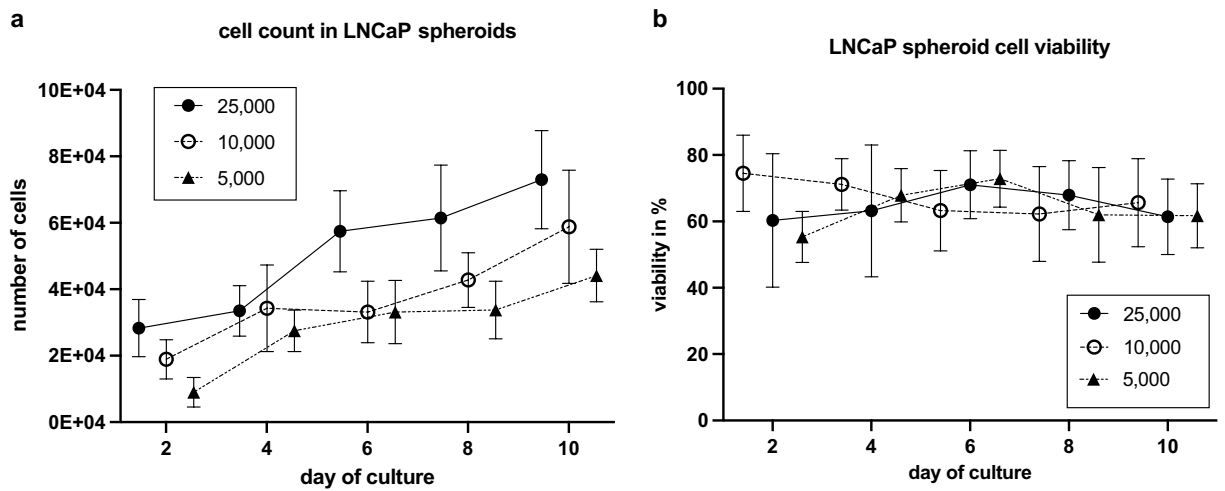 a
cell count in LNCaP spheroids
10E+04
8E+04
6E+04
4E+04
2E+04
0E+04
number of cells
25,000
10,000
5,000
2 4 6 8 10
day of culture
b
LNCaP spheroid cell viability
100
80
60
40
20
0
viability in %
25,000
10,000
5,000
2 4 6 8 10
day of culture